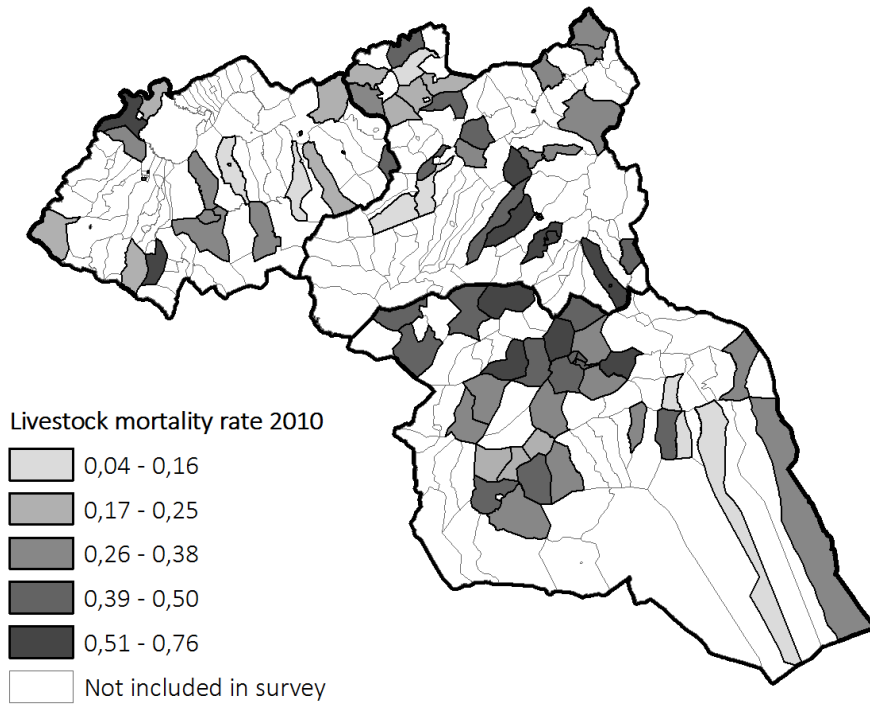 Livestock mortality rate 2010
0,04 - 0,16
0,17 - 0,25
0,26 - 0,38
0,39 - 0,50
0,51 - 0,76
Not included in survey